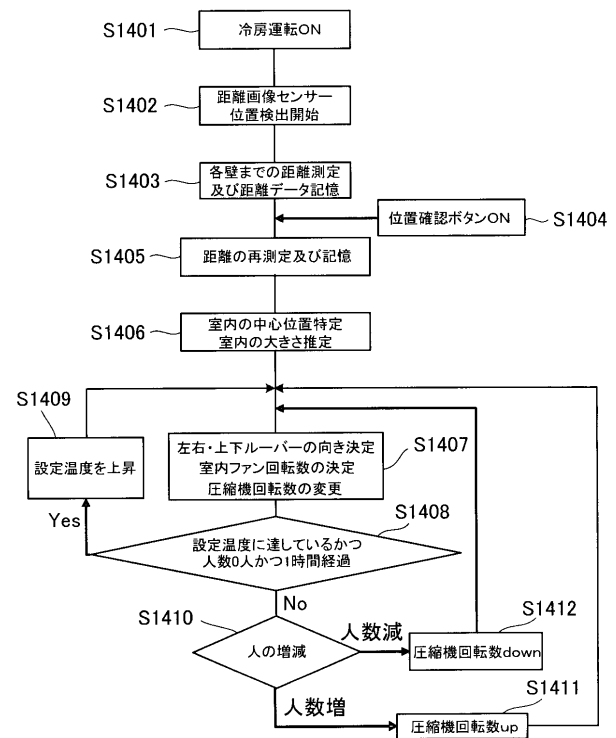 S1401
冷房運転ON
S1402
距離画像センサー
位置検出開始
S1403
各壁までの距離測定
及び距離データ記憶
位置確認ボタンON
S1404
S1405
距離の再測定及び記憶
S1406
室内の中心位置特定
室内の大きさ推定
S1409
設定温度を上昇
S1407
左右・上下ルーバーの向き決定
室内ファン回転数の決定
圧縮機回転数の変更
Yes
S1408
設定温度に達しているかつ
人数0人かつ1時間経過
No
S1410
人の増減
人数減
S1412
圧縮機回転数down
人数増
S1411
圧縮機回転数up